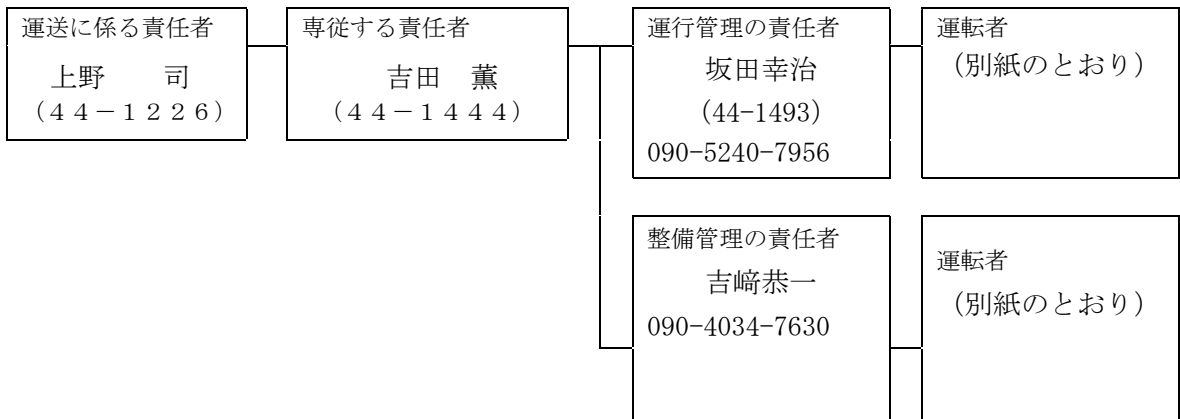 運送に係る責任者
上野　　司
（４４－１２２６）
専従する責任者
吉田　薫
（４４－１４４４）
運行管理の責任者
坂田幸治
(44-1493)
090-5240-7956
運転者
（別紙のとおり）
整備管理の責任者
吉﨑恭一
090-4034-7630
運転者
（別紙のとおり）